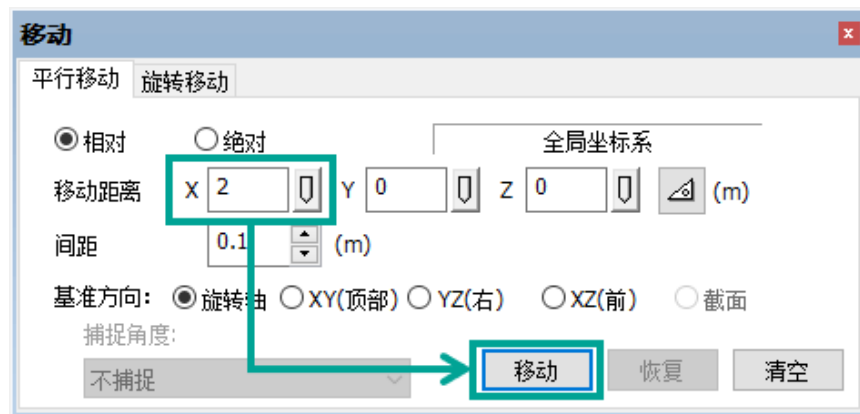 移动
x
平行移动 旋转移动
相对 绝对 全局坐标系
移动距离 X 2 Y 0 Z 0 (m)
间距 0.1 (m)
基准方向: 旋转轴 XY(顶部) YZ(右) XZ(前) 截面
捕捉角度:
不捕捉 移动 恢复 清空